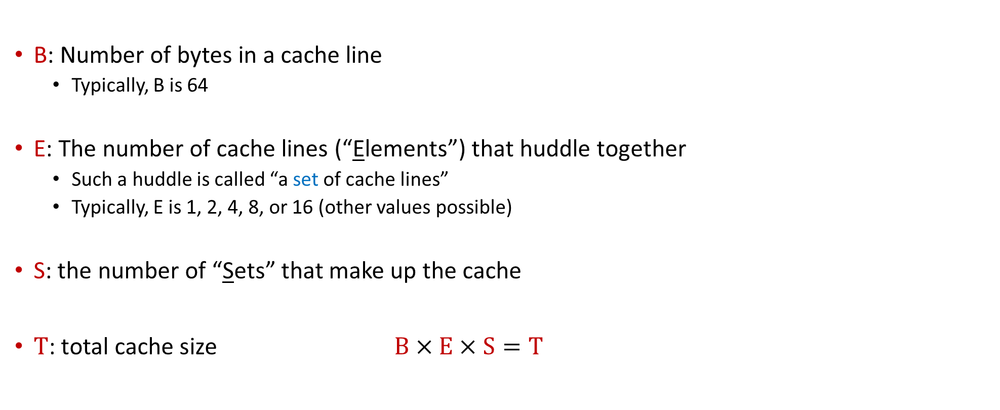 • B: Number of bytes in a cache line
• Typically, B is 64
• E: The number of cache lines (“Elements”) that huddle together
• Such a huddle is called “a set of cache lines”
• Typically, E is 1, 2, 4, 8, or 16 (other values possible)
• S: the number of “Sets” that make up the cache
• T: total cache size B × E × S = T